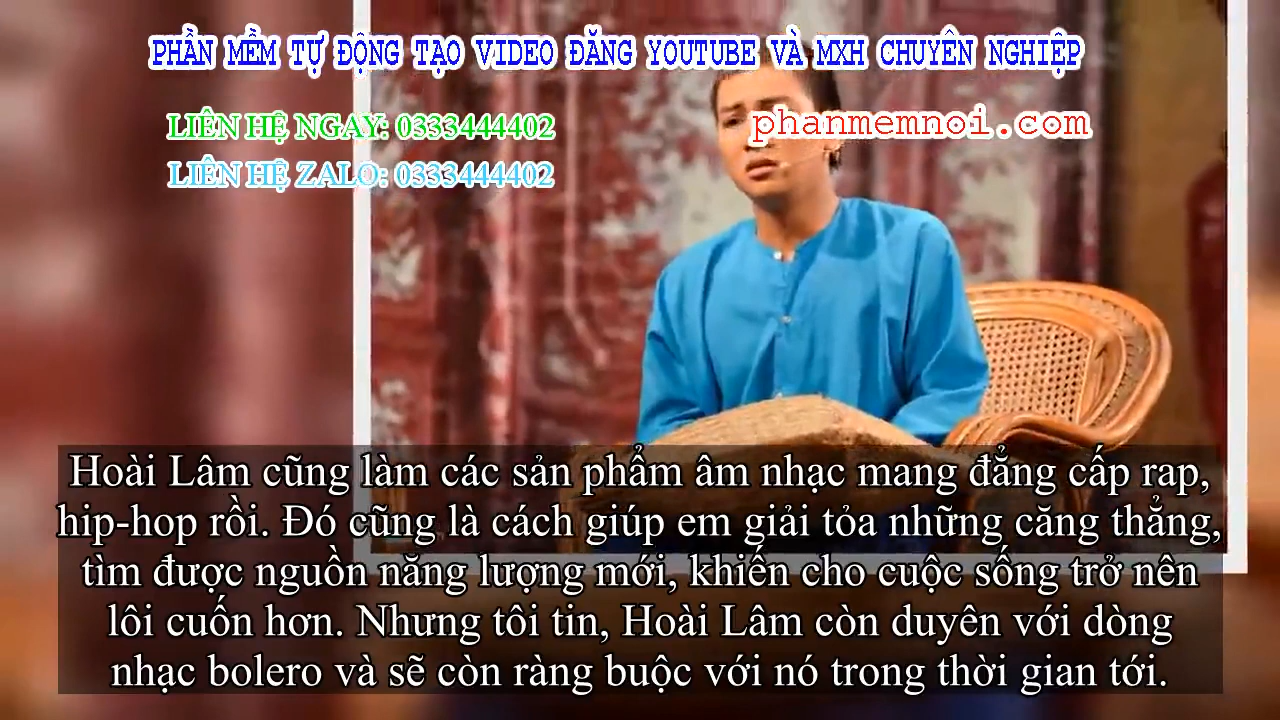 PHẦN MỀM TỰ ĐỘNG TẠO VIDEO ĐĂNG YOUTUBE VÀ MXH CHUYÊN NGHIỆP
LIÊN HỆ NGAY: 0333444402
phanmemnoi.com
LIÊN HỆ ZALO: 0333444402
Hoài Lâm cũng làm các sản phẩm âm nhạc mang đẳng cấp rap,
hip-hop rồi. Đó cũng là cách giúp em giải tỏa những căng thẳng,
tìm được nguồn năng lượng mới, khiến cho cuộc sống trở nên
lôi cuốn hơn. Nhưng tôi tin, Hoài Lâm còn duyên với dòng
nhạc bolero và sẽ còn ràng buộc với nó trong thời gian tới.